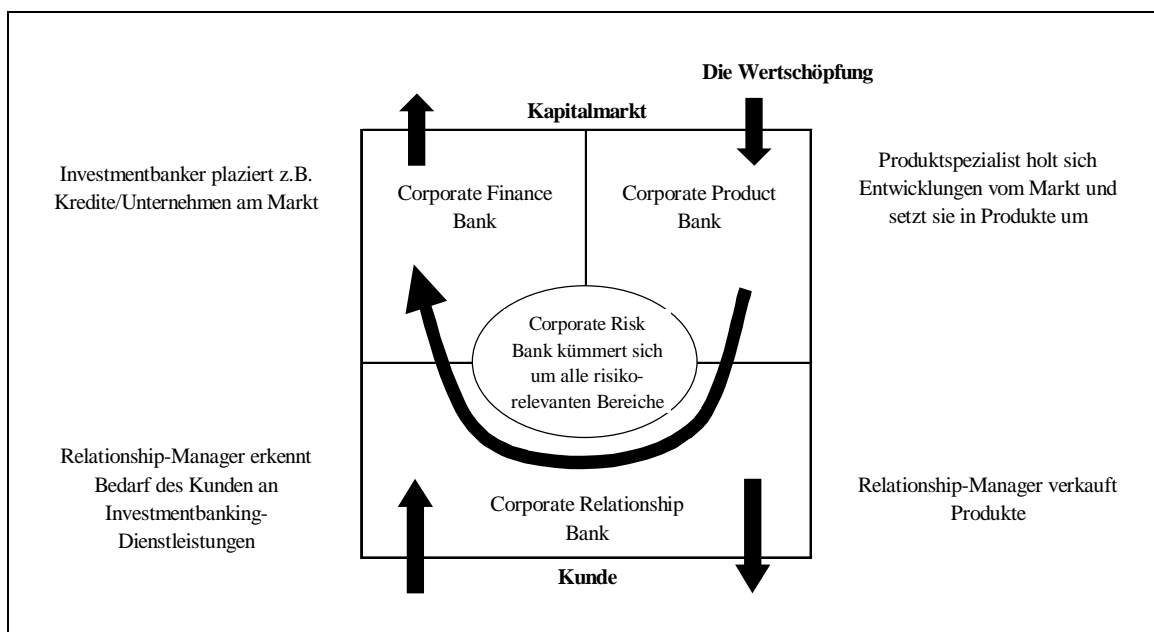 Die Wertschöpfung
Kapitalmarkt
Investmentbanker plaziert z.B.
Kredite/Unternehmen am Markt
Corporate Finance
Bank
Corporate Product
Bank
Produktspezialist holt sich
Entwicklungen vom Markt und
setzt sie in Produkte um
Corporate Risk
Bank kümmert sich
um alle risiko-
relevanten Bereiche
Relationship-Manager erkennt
Bedarf des Kunden an
Investmentbanking-
Dienstleistungen
Corporate Relationship
Bank
Relationship-Manager verkauft
Produkte
Kunde